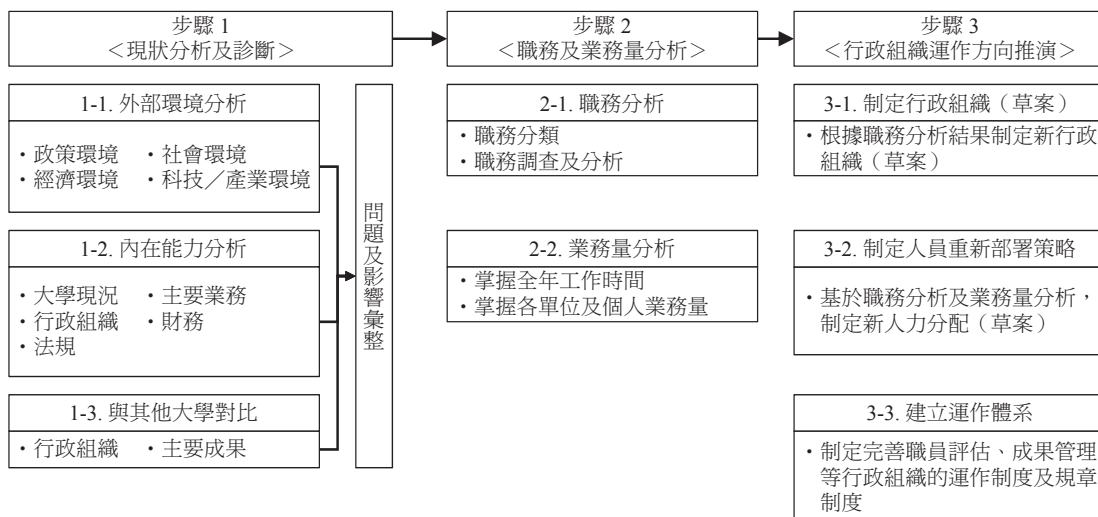 步驟 1
＜現狀分析及診斷＞
1-1. 外部環境分析
・政策環境　・社會環境
・經濟環境　・科技／產業環境
1-2. 內在能力分析
・大學現況　・主要業務
・行政組織　・財務
・法規
1-3. 與其他大學對比
・行政組織　・主要成果
問題及影響彙整
步驟 2
＜職務及業務量分析＞
2-1. 職務分析
・職務分類
・職務調查及分析
2-2. 業務量分析
・掌握全年工作時間
・掌握各單位及個人業務量
步驟 3
＜行政組織運作方向推演＞
3-1. 制定行政組織（草案）
・根據職務分析結果制定新行政
組織（草案）
3-2. 制定人員重新部署策略
・基於職務分析及業務量分析，
制定新人力分配（草案）
3-3. 建立運作體系
・制定完善職員評估、成果管理
等行政組織的運作制度及規章
制度